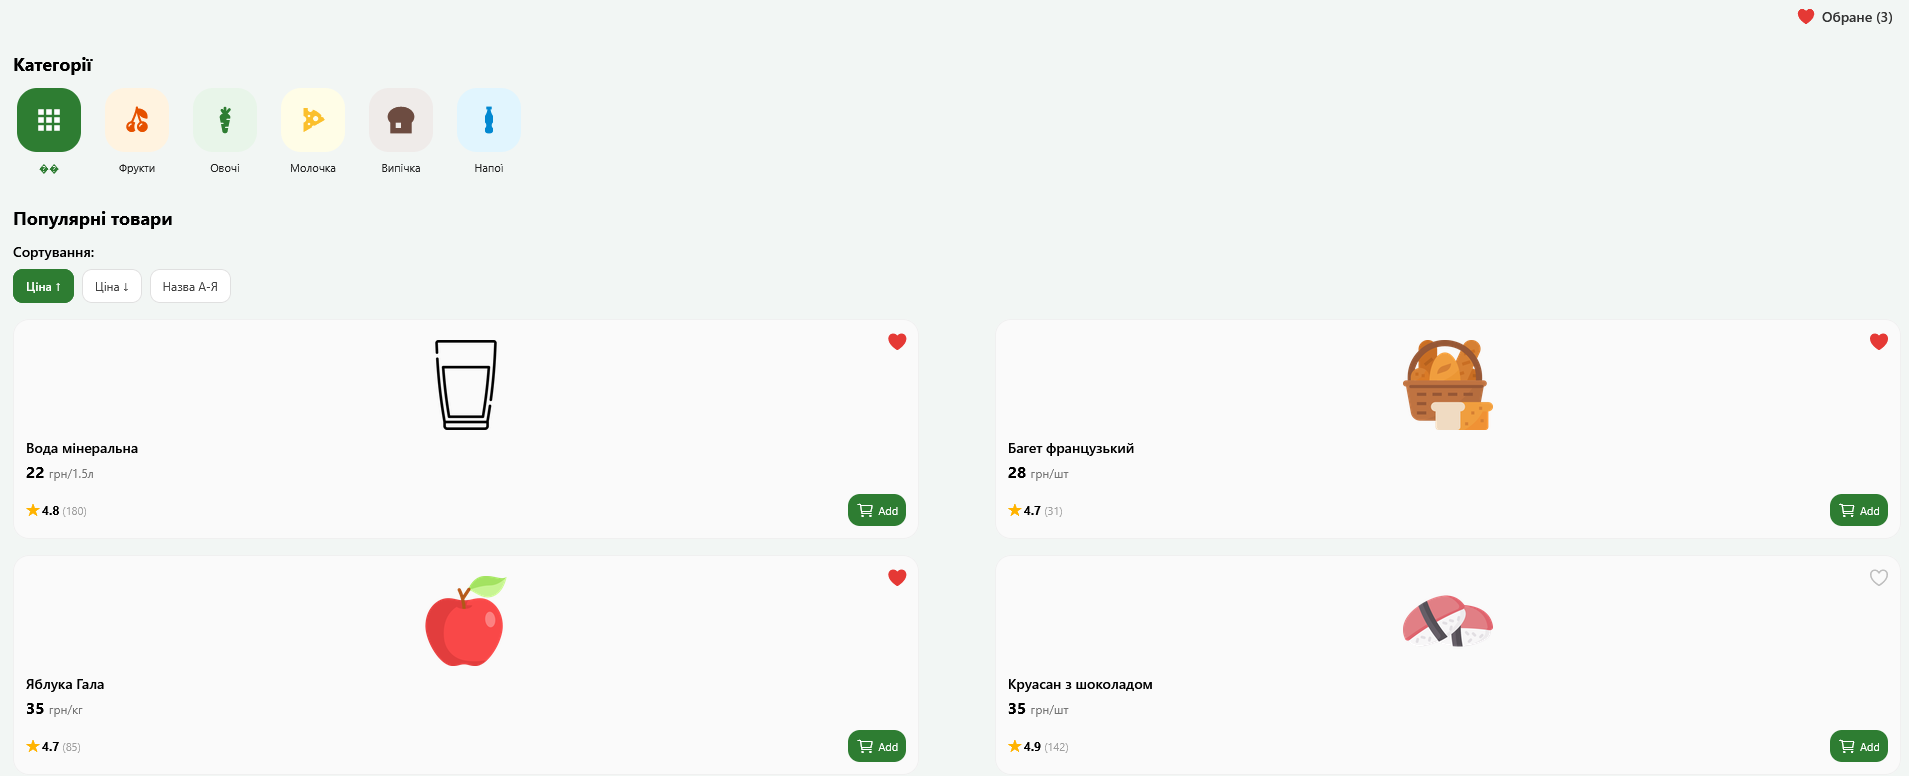 Обране (3)
Категорії
�� Фрукти Овочі Молочка Випічка Напої
Популярні товари
Сортування:
Ціна ↑ Ціна ↓ Назва А-Я
Вода мінеральна
22 грн/1.5л
4.8 (180) Add
Багет французький
28 грн/шт
4.7 (31) Add
Яблука Гала
35 грн/кг
4.7 (85) Add
Круасан з шоколадом
35 грн/шт
4.9 (142) Add